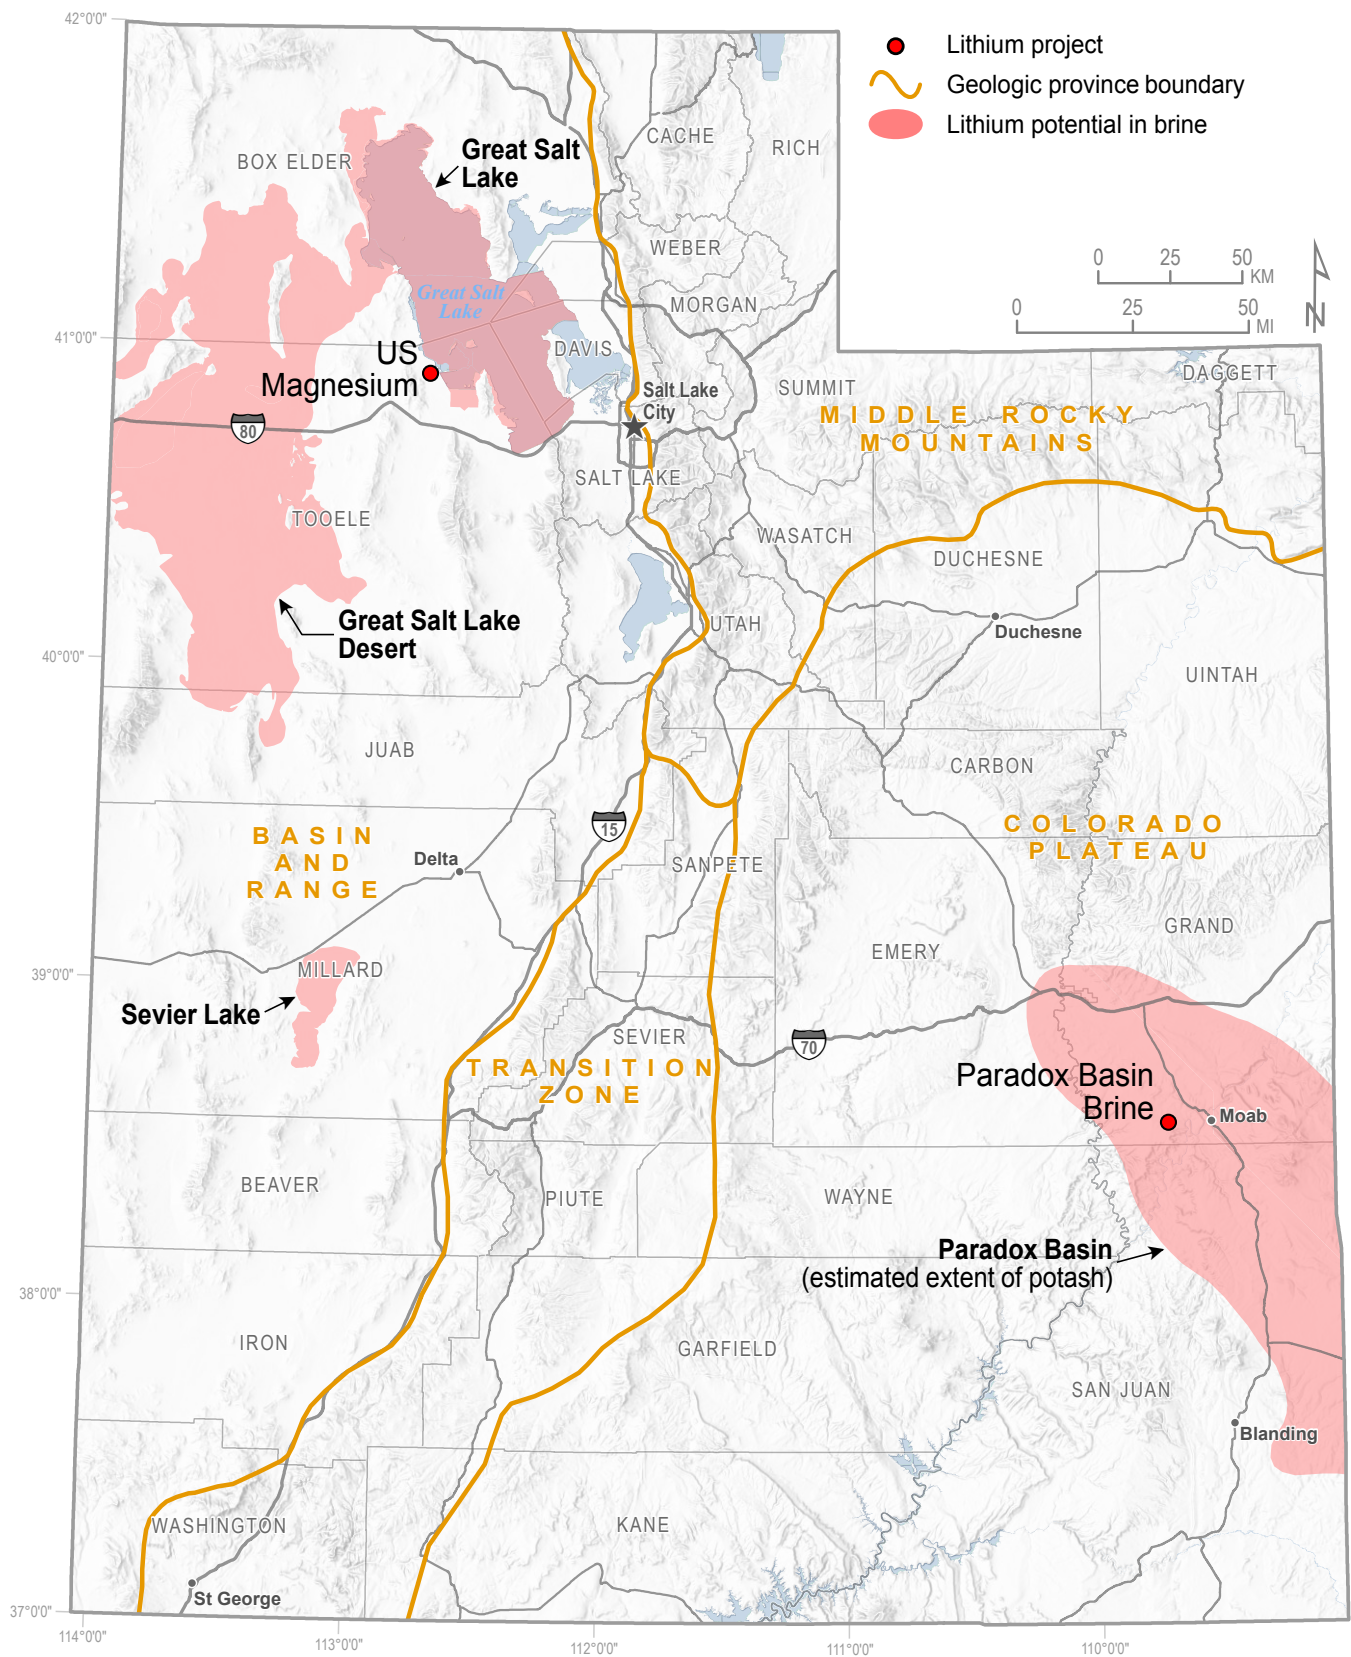 42°0'0"
Lithium project
Geologic province boundary
Lithium potential in brine
CACHE
RICH
BOX ELDER
Great Salt
Lake
WEBER
0 25 50
KM
0 25 50
MI
N
Great Salt
Lake
MORGAN
41°0'0"
US
Magnesium
DAVIS
SUMMIT
DAGGETT
Salt Lake
City
MIDDLE ROCKY
MOUNTAINS
80
SALT LAKE
TOOELE
WASATCH
DUCHESNE
Great Salt Lake
Desert
UTAH
Duchesne
40°0'0"
UINTAH
JUAB
CARBON
BASIN
AND
RANGE
15
COLORADO
PLATEAU
Delta
SANPETE
GRAND
EMERY
39°0'0"
MILLARD
Sevier Lake
SEVIER
70
TRANSITION
ZONE
Paradox Basin
Brine
Moab
BEAVER
PIUTE
WAYNE
Paradox Basin
(estimated extent of potash)
38°0'0"
IRON
GARFIELD
SAN JUAN
Blanding
WASHINGTON
KANE
St George
37°0'0"
114°0'0"
113°0'0"
112°0'0"
111°0'0"
110°0'0"